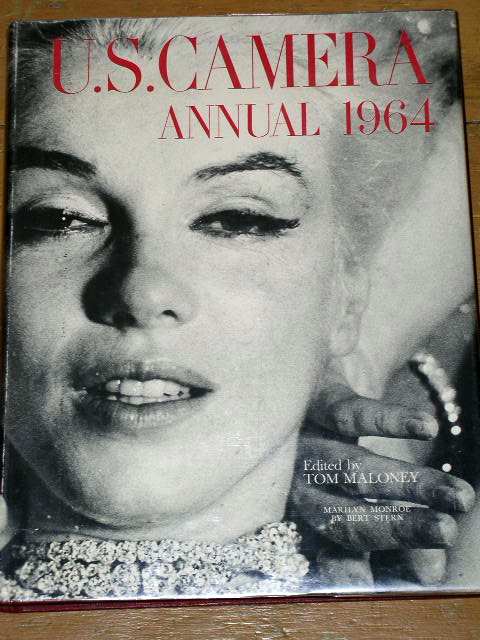 U.S.CAMERA
ANNUAL 1964
Edited by
TOM MALONEY
MARILYN MONROE
BY BERT STERN